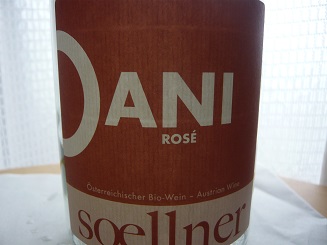 DANI
ROSÉ
Österreichischer Bio-Wein – Austrian Wine
soellner